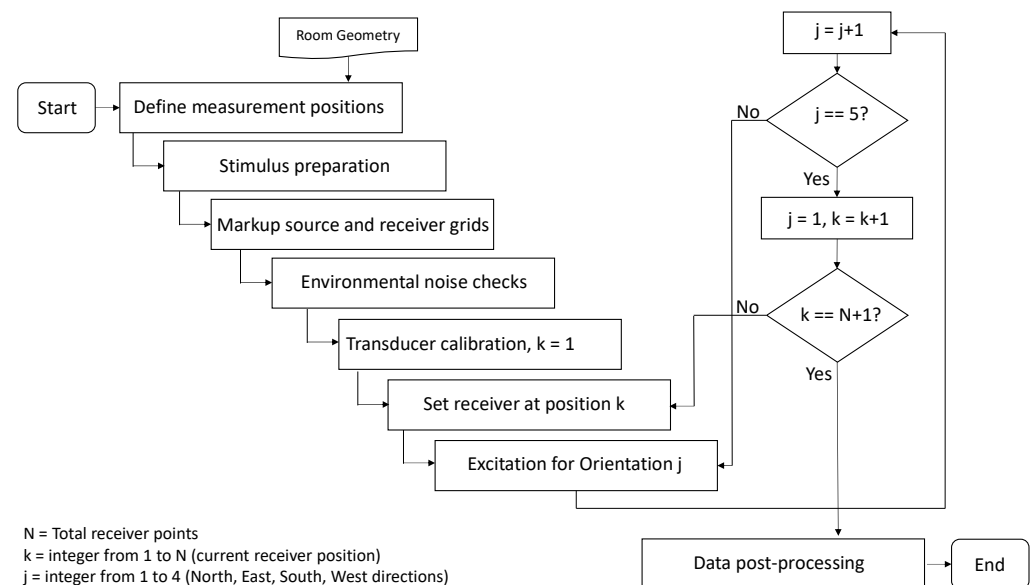 Room Geometry
Start
Define measurement positions
Stimulus preparation
Markup source and receiver grids
Environmental noise checks
Transducer calibration, k = 1
Set receiver at position k
Excitation for Orientation j
j = j+1
j == 5?
No
Yes
j = 1, k = k+1
k == N+1?
No
Yes
Data post-processing
End
N = Total receiver points
k = integer from 1 to N (current receiver position)
j = integer from 1 to 4 (North, East, South, West directions)